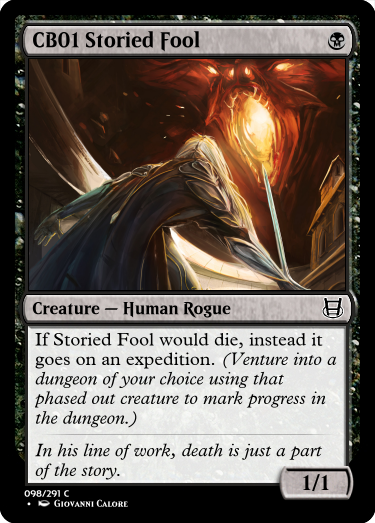 CB01 Storied Fool
Creature — Human Rogue
If Storied Fool would die, instead it
goes on an expedition. (Venture into a
dungeon of your choice using that
phased out creature to mark progress in
the dungeon.)
In his line of work, death is just a part
of the story.
1/1
098/291 C
• Giovanni Calore